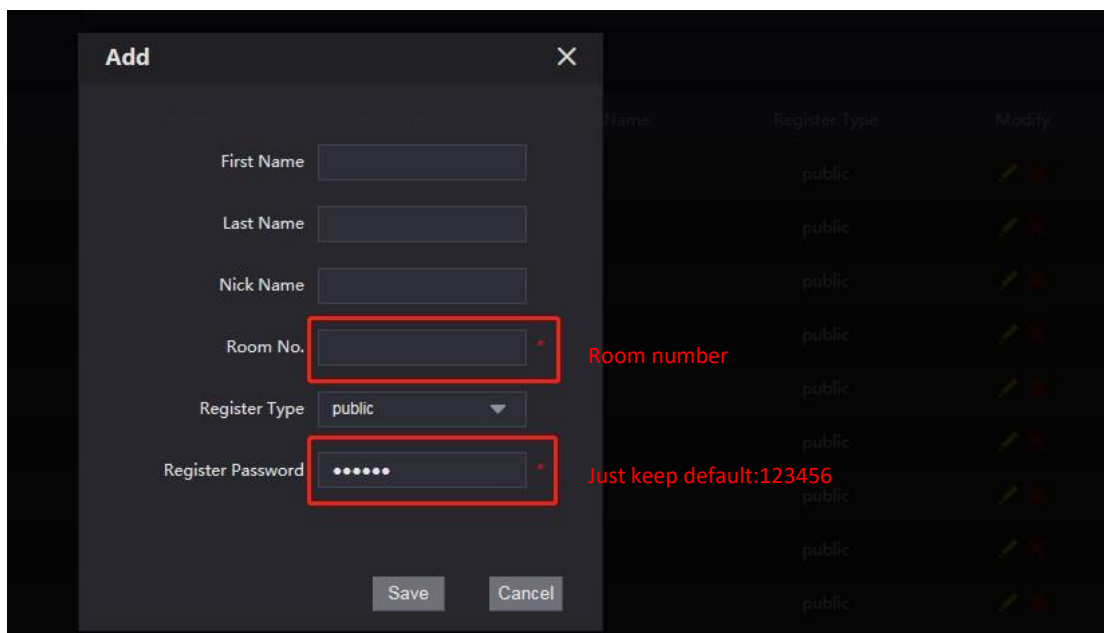 Add
Name Register Type Modify
First Name
public
Last Name
public
Nick Name
public
Room No. *
Room number
public
Register Type public
public
Register Password ●●●●●● *
Just keep default:123456
public
public
public
Save Cancel
public